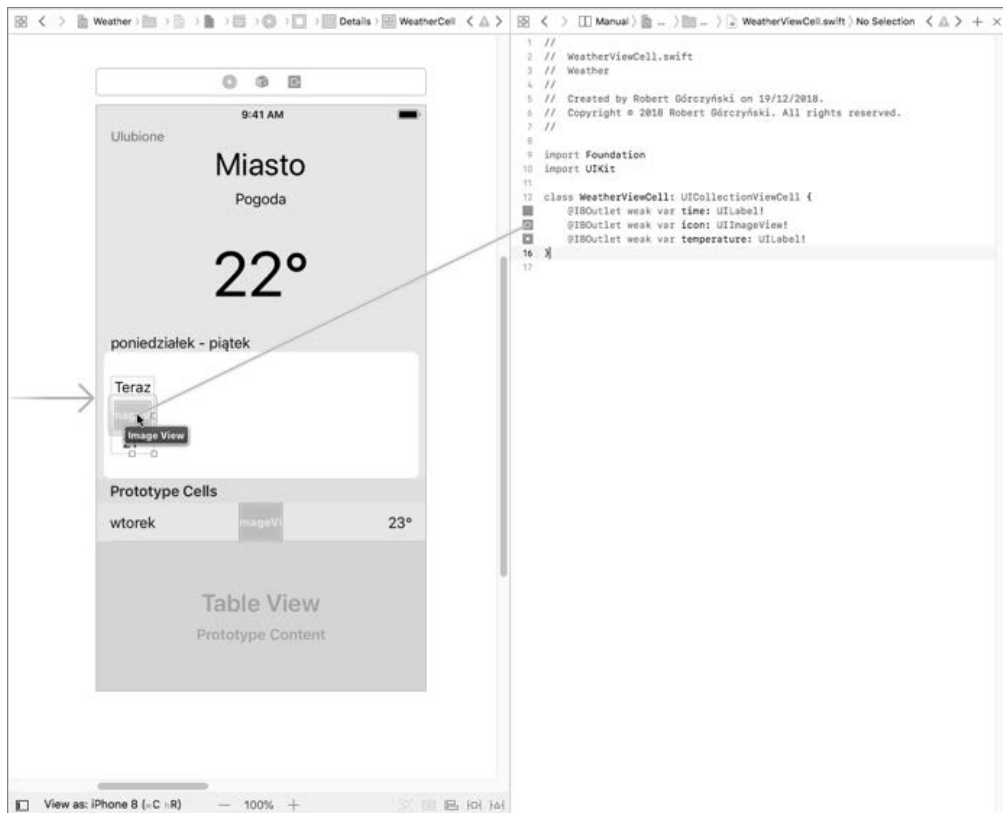 Weather
Details
WeatherCell
Manual
WeatherViewCell.swift
No Selection
9:41 AM
Ulubione
Miasto
Pogoda
22°
poniedziałek - piątek
Teraz
Image View
Prototype Cells
wtorek
23°
Table View
Prototype Content
View as: iPhone 8 (wC hR)
100%
1 //
2 // WeatherViewCell.swift
3 // Weather
4 //
5 // Created by Robert Górczyński on 19/12/2018.
6 // Copyright © 2018 Robert Górczyński. All rights reserved.
7 //
8
9 import Foundation
10 import UIKit
11
12 class WeatherViewCell: UICollectionViewCell {
@IBOutlet weak var time: UILabel!
@IBOutlet weak var icon: UIImageView!
@IBOutlet weak var temperature: UILabel!
16 }
17